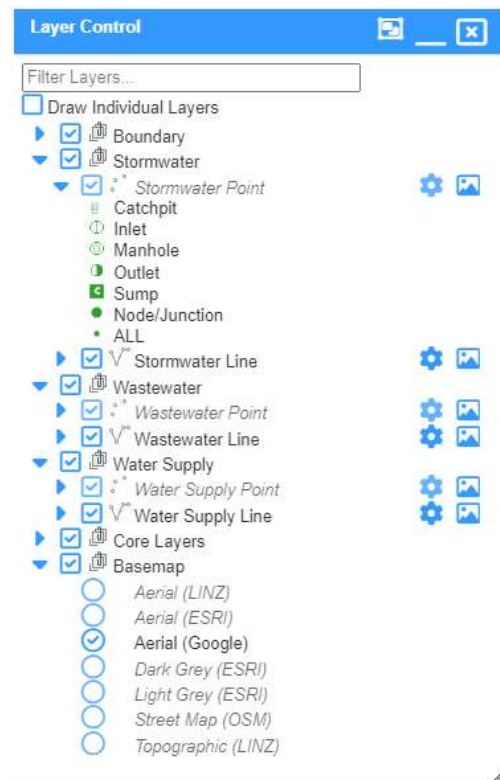 Layer Control
Filter Layers...
Draw Individual Layers
Boundary
Stormwater
Stormwater Point
Catchpit
Inlet
Manhole
Outlet
Sump
Node/Junction
ALL
Stormwater Line
Wastewater
Wastewater Point
Wastewater Line
Water Supply
Water Supply Point
Water Supply Line
Core Layers
Basemap
Aerial (LINZ)
Aerial (ESRI)
Aerial (Google)
Dark Grey (ESRI)
Light Grey (ESRI)
Street Map (OSM)
Topographic (LINZ)